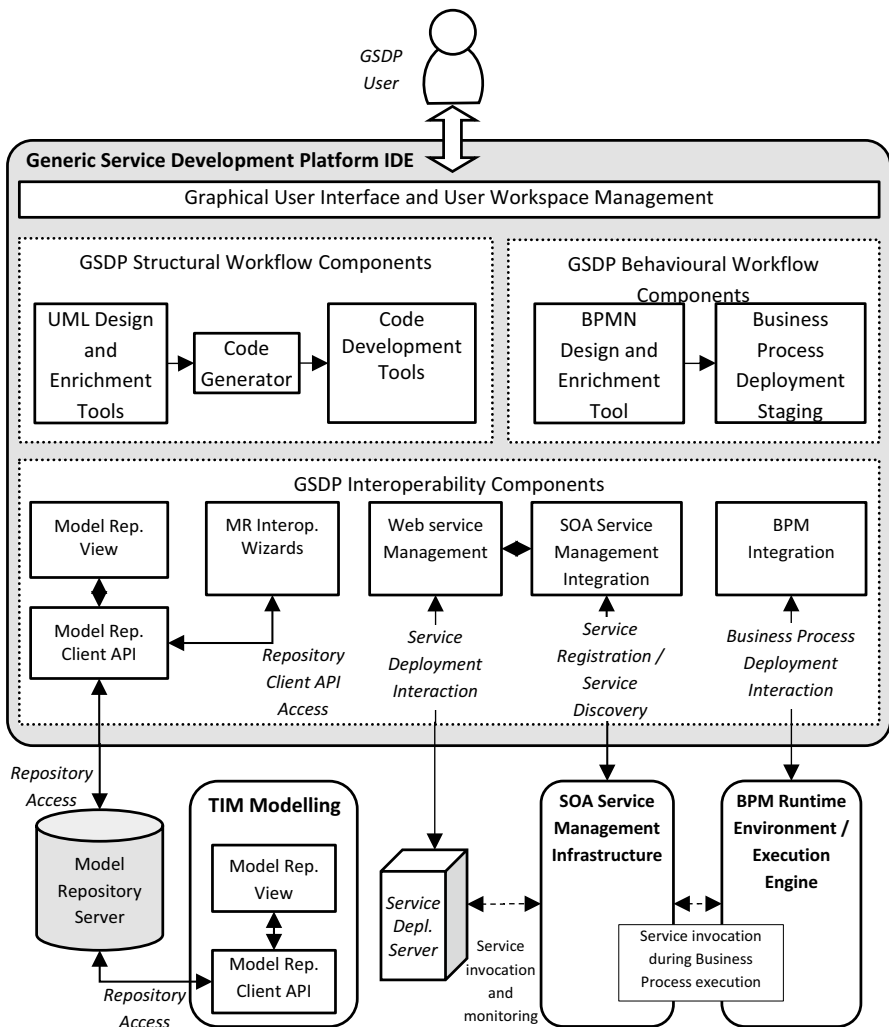 GSDP
User
Generic Service Development Platform IDE
Graphical User Interface and User Workspace Management
GSDP Structural Workflow Components
UML Design
and
Enrichment
Tools
Code
Generator
Code
Development
Tools
GSDP Behavioural Workflow
Components
BPMN
Design and
Enrichment
Tool
Business
Process
Deployment
Staging
GSDP Interoperability Components
Model Rep.
View
MR Interop.
Wizards
Web service
Management
SOA Service
Management
Integration
BPM
Integration
Model Rep.
Client API
Repository
Client API
Access
Service
Deployment
Interaction
Service
Registration /
Service
Discovery
Business Process
Deployment
Interaction
Repository
Access
Model
Repository
Server
TIM Modelling
Model Rep.
View
Model Rep.
Client API
Repository
Access
Service
Depl.
Server
Service
invocation
and
monitoring
SOA Service
Management
Infrastructure
BPM Runtime
Environment /
Execution
Engine
Service invocation
during Business
Process execution